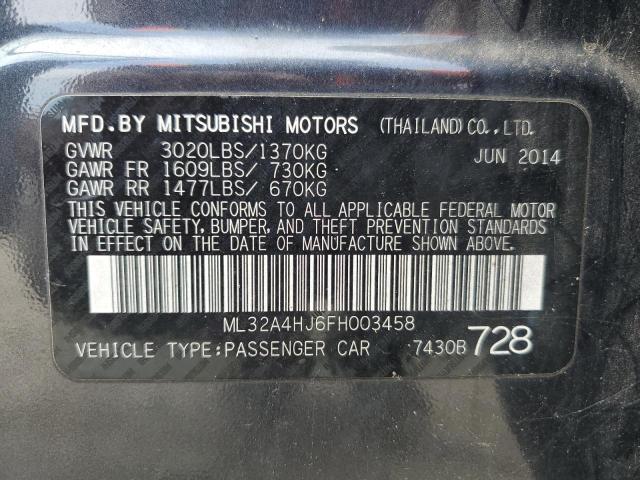 MFD.BY MITSUBISHI MOTORS (THAILAND)CO.,LTD.
GVWR 3020LBS/1370KG JUN 2014
GAWR FR 1609LBS/ 730KG
GAWR RR 1477LBS/ 670KG
THIS VEHICLE CONFORMS TO ALL APPLICABLE FEDERAL MOTOR
VEHICLE SAFETY, BUMPER, AND THEFT PREVENTION STANDARDS
IN EFFECT ON THE DATE OF MANUFACTURE SHOWN ABOVE.
ML32A4HJ6FH003458
VEHICLE TYPE:PASSENGER CAR 7430B 728